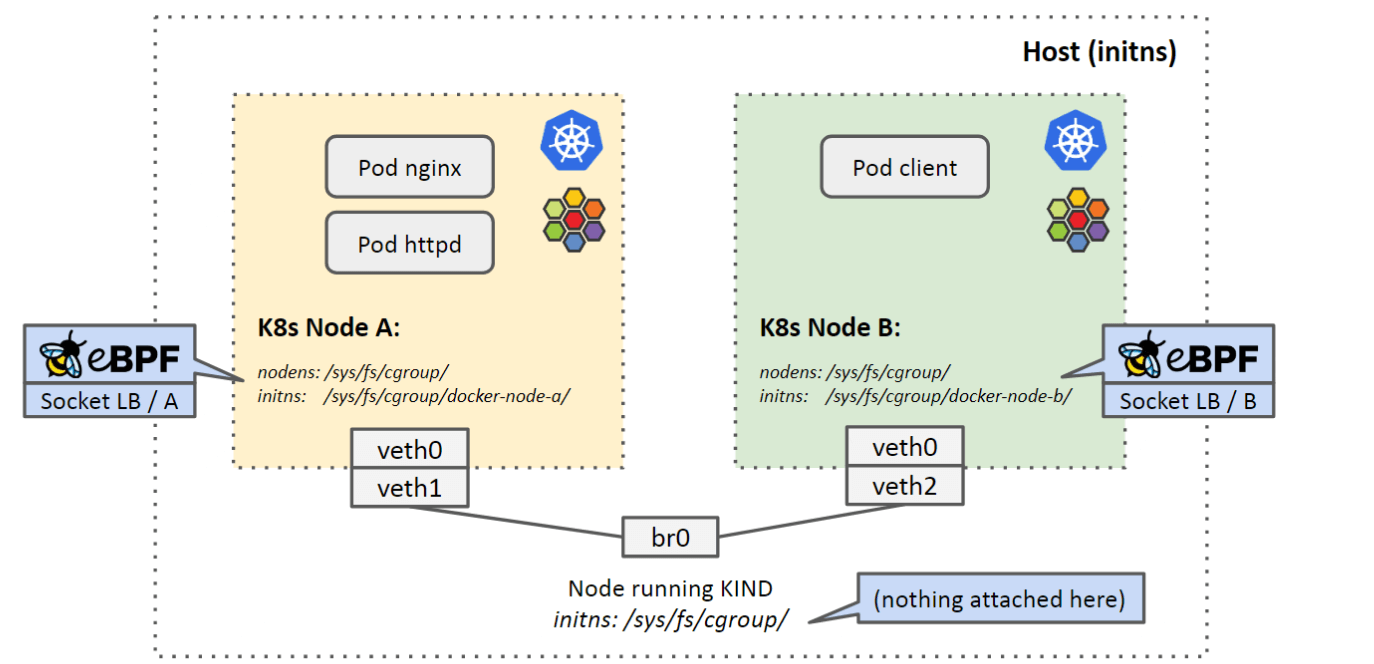 Host (initns)
Pod nginx
Pod httpd
K8s Node A:
nodens: /sys/fs/cgroup/
initns: /sys/fs/cgroup/docker-node-a/
eBPF
Socket LB / A
veth0
veth1
Pod client
K8s Node B:
nodens: /sys/fs/cgroup/
initns: /sys/fs/cgroup/docker-node-b/
eBPF
Socket LB / B
veth0
veth2
br0
Node running KIND
initns: /sys/fs/cgroup/
(nothing attached here)